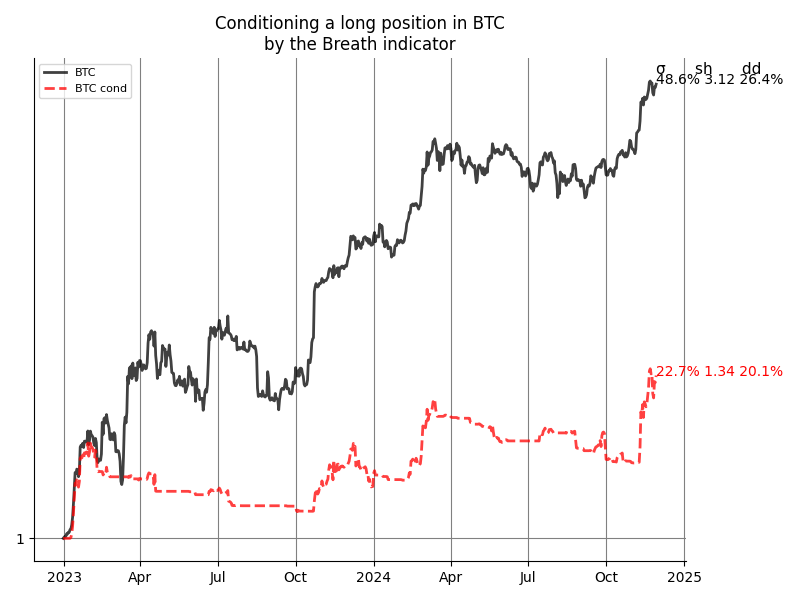 Conditioning a long position in BTC
by the Breath indicator
BTC
BTC cond
σ sh dd
48.6% 3.12 26.4%
22.7% 1.34 20.1%
1
2023 Apr Jul Oct 2024 Apr Jul Oct 2025